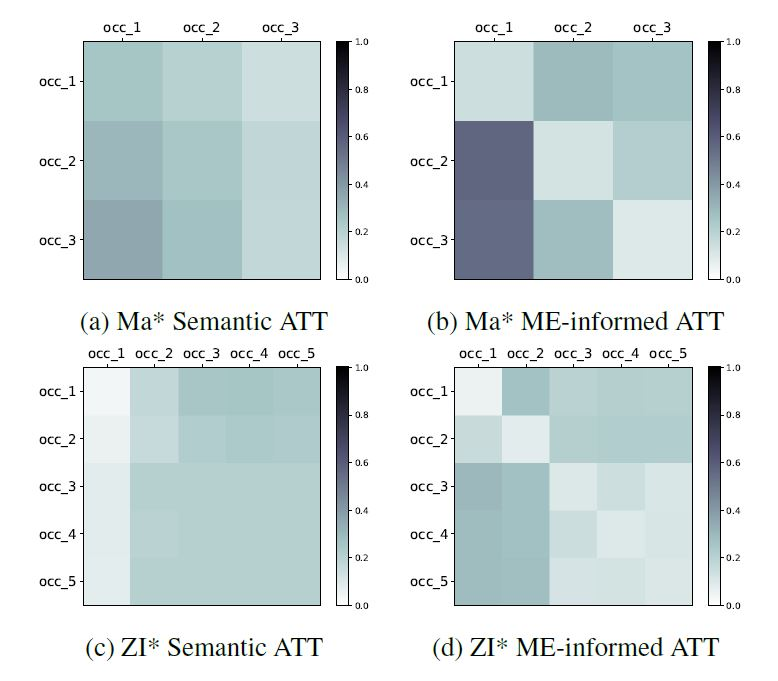 occ_1 occ_2 occ_3
1.0
occ_1
0.8
0.6
occ_2
0.4
occ_3
0.2
0.0
(a) Ma* Semantic ATT
occ_1 occ_2 occ_3
1.0
occ_1
0.8
0.6
occ_2
0.4
occ_3
0.2
0.0
(b) Ma* ME-informed ATT
occ_1 occ_2 occ_3 occ_4 occ_5
1.0
occ_1
0.8
occ_2
0.6
occ_3
0.4
occ_4
0.2
occ_5
0.0
(c) ZI* Semantic ATT
occ_1 occ_2 occ_3 occ_4 occ_5
1.0
occ_1
0.8
occ_2
0.6
occ_3
0.4
occ_4
0.2
occ_5
0.0
(d) ZI* ME-informed ATT